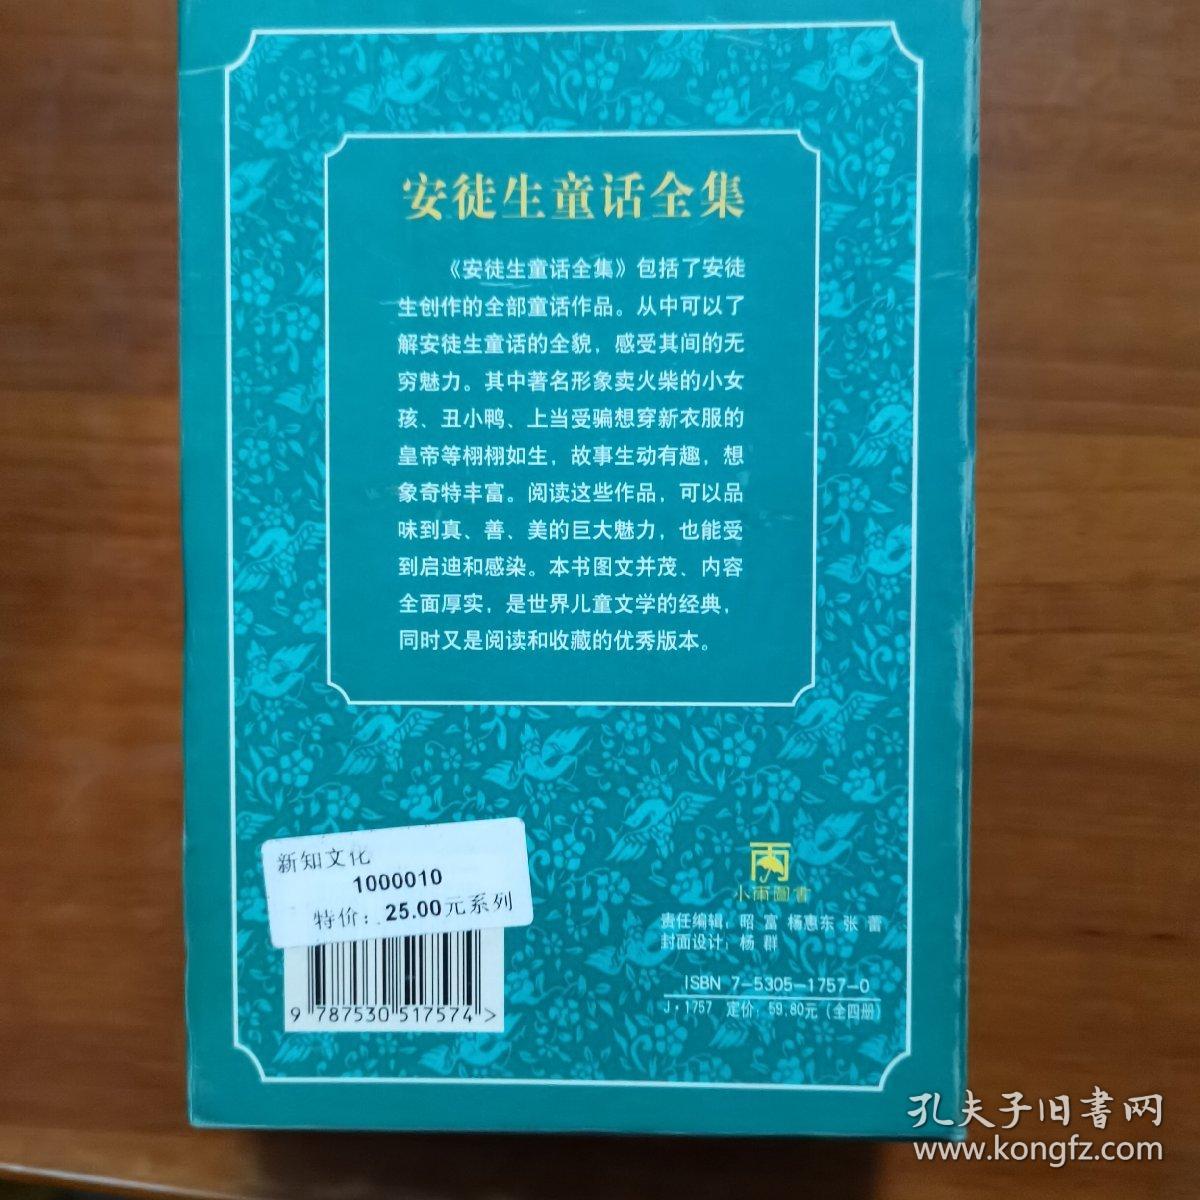 安徒生童话全集
《安徒生童话全集》包括了安徒
生创作的全部童话作品。从中可以了
解安徒生童话的全貌，感受其间的无
穷魅力。其中著名形象卖火柴的小女
孩、丑小鸭、上当受骗想穿新衣服的
皇帝等栩栩如生，故事生动有趣，想
象奇特丰富。阅读这些作品，可以品
味到真、善、美的巨大魅力，也能受
到启迪和感染。本书图文并茂、内容
全面厚实，是世界儿童文学的经典，
同时又是阅读和收藏的优秀版本。
新知文化
1000010
特价：25.00元系列
9 787530 517574 >
雨
小雨圖書
责任编辑：昭 富 杨惠东 张 蕾
封面设计：杨 群
ISBN 7-5305-1757-0
J·1757 定价：59.80元（全四册）
孔夫子旧書网
www.kongfz.com